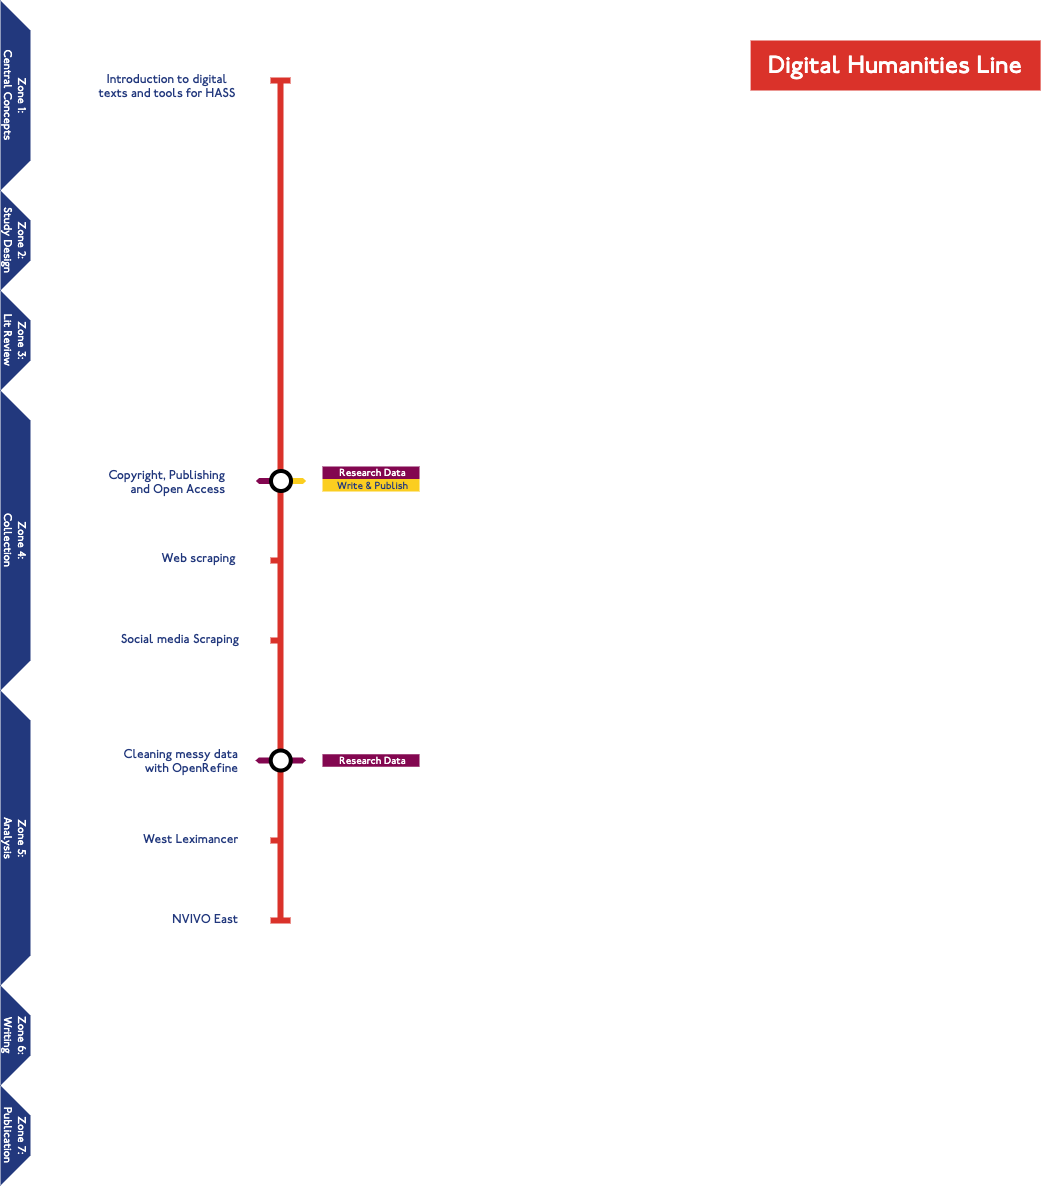 Digital Humanities Line
Zone 1:
Central Concepts
Introduction to digital
texts and tools for HASS
Zone 2:
Study Design
Zone 3:
Lit Review
Zone 4:
Collection
Copyright, Publishing
and Open Access
Research Data
Write & Publish
Web scraping
Social media Scraping
Zone 5:
Analysis
Cleaning messy data
with OpenRefine
Research Data
West Leximancer
NVIVO East
Zone 6:
Writing
Zone 7:
Publication